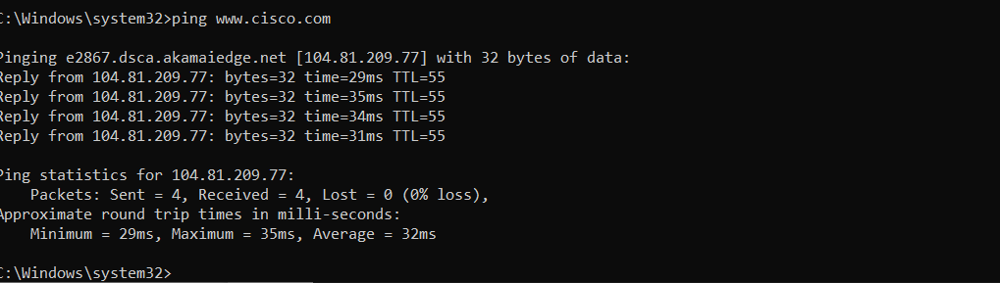 C:\Windows\system32>ping www.cisco.com
Pinging e2867.dsca.akamaiedge.net [104.81.209.77] with 32 bytes of data:
Reply from 104.81.209.77: bytes=32 time=29ms TTL=55
Reply from 104.81.209.77: bytes=32 time=35ms TTL=55
Reply from 104.81.209.77: bytes=32 time=34ms TTL=55
Reply from 104.81.209.77: bytes=32 time=31ms TTL=55
Ping statistics for 104.81.209.77:
Packets: Sent = 4, Received = 4, Lost = 0 (0% loss),
Approximate round trip times in milli-seconds:
Minimum = 29ms, Maximum = 35ms, Average = 32ms
C:\Windows\system32>